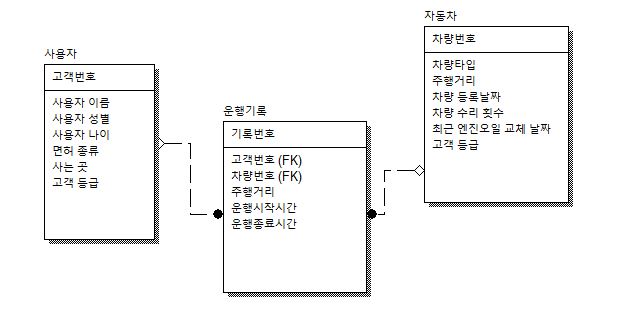 사용자
고객번호
사용자 이름
사용자 성별
사용자 나이
면허 종류
사는 곳
고객 등급
운행기록
기록번호
고객번호 (FK)
차량번호 (FK)
주행거리
운행시작시간
운행종료시간
자동차
차량번호
차량타입
주행거리
차량 등록날짜
차량 수리 횟수
최근 엔진오일 교체 날짜
고객 등급